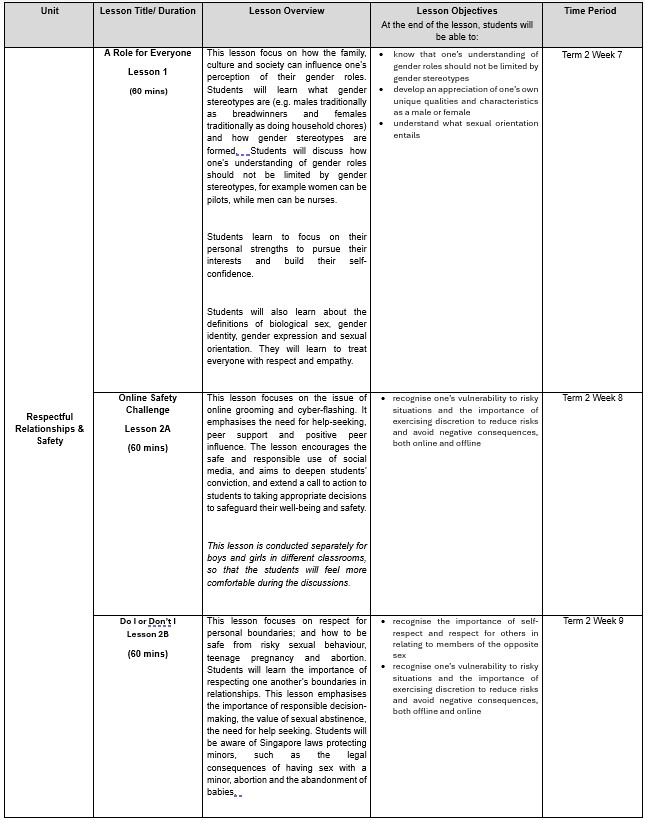 Unit
Lesson Title/ Duration
Lesson Overview
Lesson Objectives
At the end of the lesson, students will
be able to:
Time Period
Respectful
Relationships &
Safety
A Role for Everyone
Lesson 1
(60 mins)
This lesson focus on how the family,
culture and society can influence one's
perception of their gender roles.
Students will learn what gender
stereotypes are (e.g. males traditionally
as breadwinners and females
traditionally as doing household chores)
and how gender stereotypes are
formed. Students will discuss how
one's understanding of gender roles
should not be limited by gender
stereotypes, for example women can be
pilots, while men can be nurses.
Students learn to focus on their
personal strengths to pursue their
interests and build their self-
confidence.
Students will also learn about the
definitions of biological sex, gender
identity, gender expression and sexual
orientation. They will learn to treat
everyone with respect and empathy.
• know that one's understanding of
gender roles should not be limited by
gender stereotypes
• develop an appreciation of one's own
unique qualities and characteristics
as a male or female
• understand what sexual orientation
entails
Term 2 Week 7
Online Safety
Challenge
Lesson 2A
(60 mins)
This lesson focuses on the issue of
online grooming and cyber-flashing. It
emphasises the need for help-seeking,
peer support and positive peer
influence. The lesson encourages the
safe and responsible use of social
media, and aims to deepen students'
conviction, and extend a call to action to
students to taking appropriate decisions
to safeguard their well-being and safety.
This lesson is conducted separately for
boys and girls in different classrooms,
so that the students will feel more
comfortable during the discussions.
• recognise one's vulnerability to risky
situations and the importance of
exercising discretion to reduce risks
and avoid negative consequences,
both online and offline
Term 2 Week 8
Do I or Don't I
Lesson 2B
(60 mins)
This lesson focuses on respect for
personal boundaries; and how to be
safe from risky sexual behaviour,
teenage pregnancy and abortion.
Students will learn the importance of
respecting one another's boundaries in
relationships. This lesson emphasises
the importance of responsible decision-
making, the value of sexual abstinence,
the need for help seeking. Students will
be aware of Singapore laws protecting
minors, such as the legal
consequences of having sex with a
minor, abortion and the abandonment of
babies.
• recognise the importance of self-
respect and respect for others in
relating to members of the opposite
sex
• recognise one's vulnerability to risky
situations and the importance of
exercising discretion to reduce risks
and avoid negative consequences,
both offline and online
Term 2 Week 9